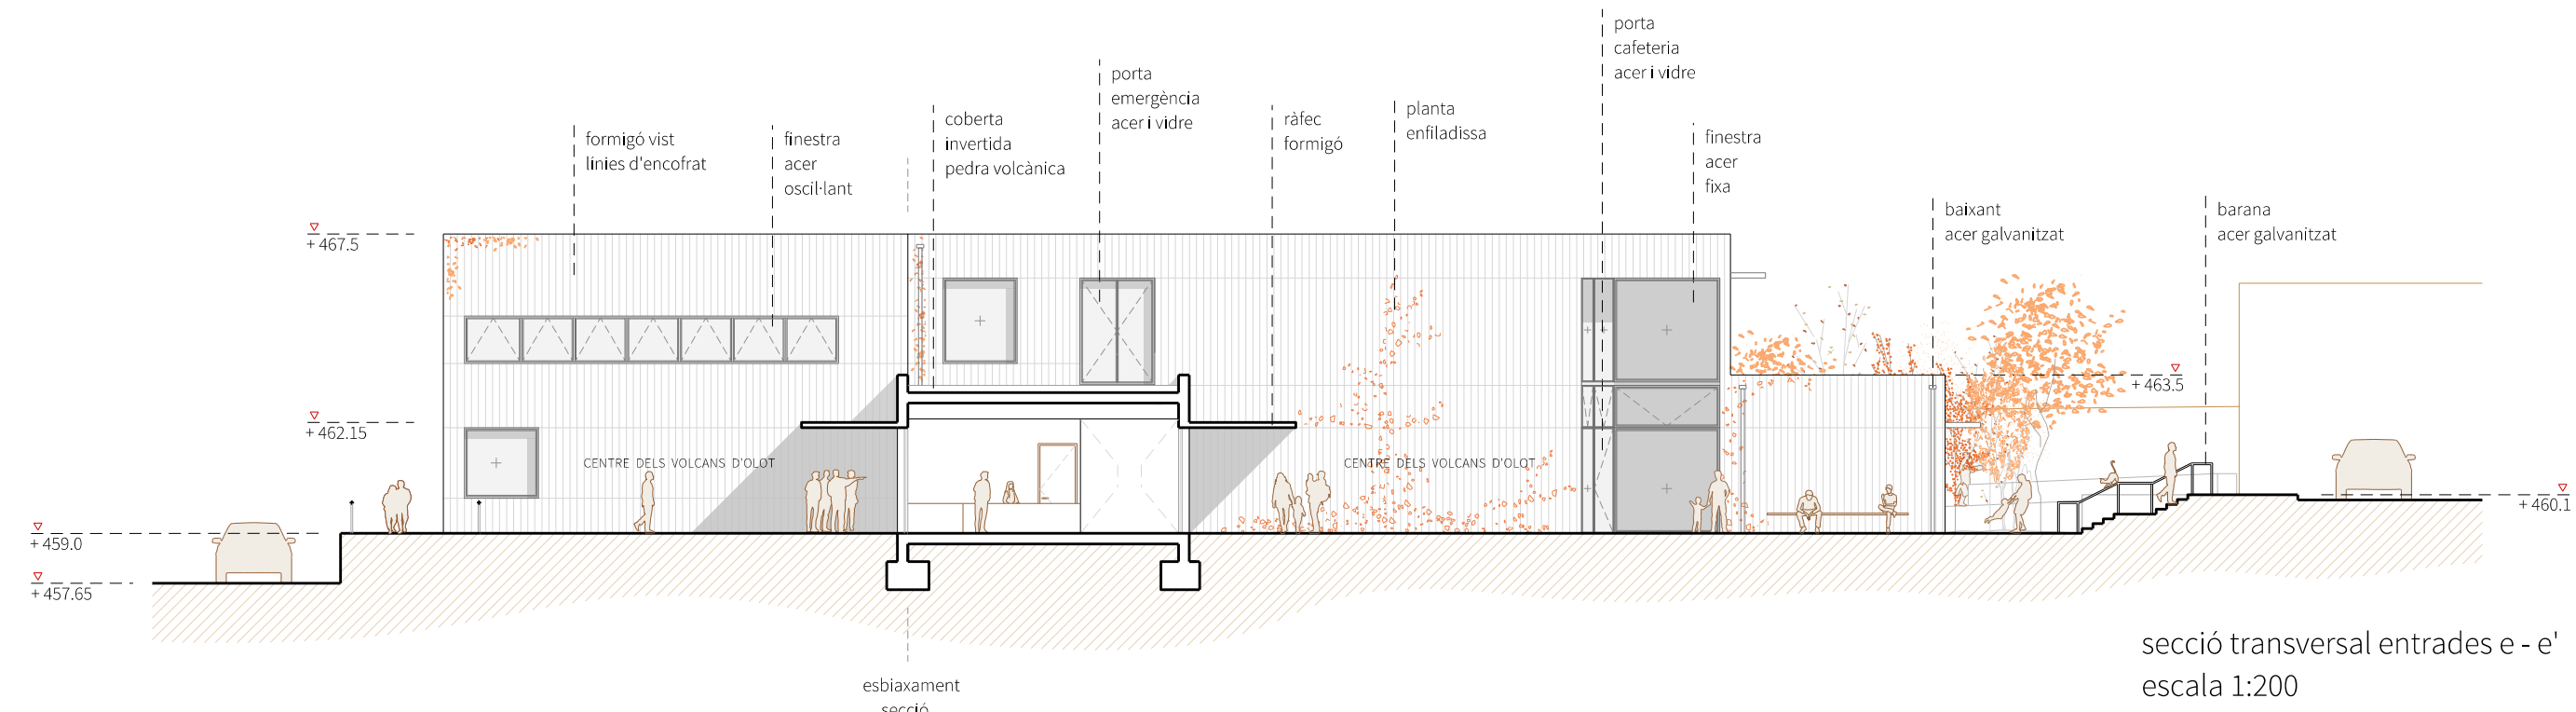 porta
cafeteria
acer i vidre
porta
emergència
acer i vidre
coberta
invertida
pedra volcànica
ràfec
formigó
planta
enfiladissa
formigó vist
línies d'encofrat
finestra
acer
oscil·lant
finestra
acer
fixa
baixant
acer galvanitzat
barana
acer galvanitzat
+ 467.5
+ 463.5
+ 462.15
CENTRE DELS VOLCANS D'OLOT
CENTRE DELS VOLCANS D'OLOT
+ 460.1
+ 459.0
+ 457.65
secció transversal entrades e - e'
escala 1:200
esbiaxament
secció